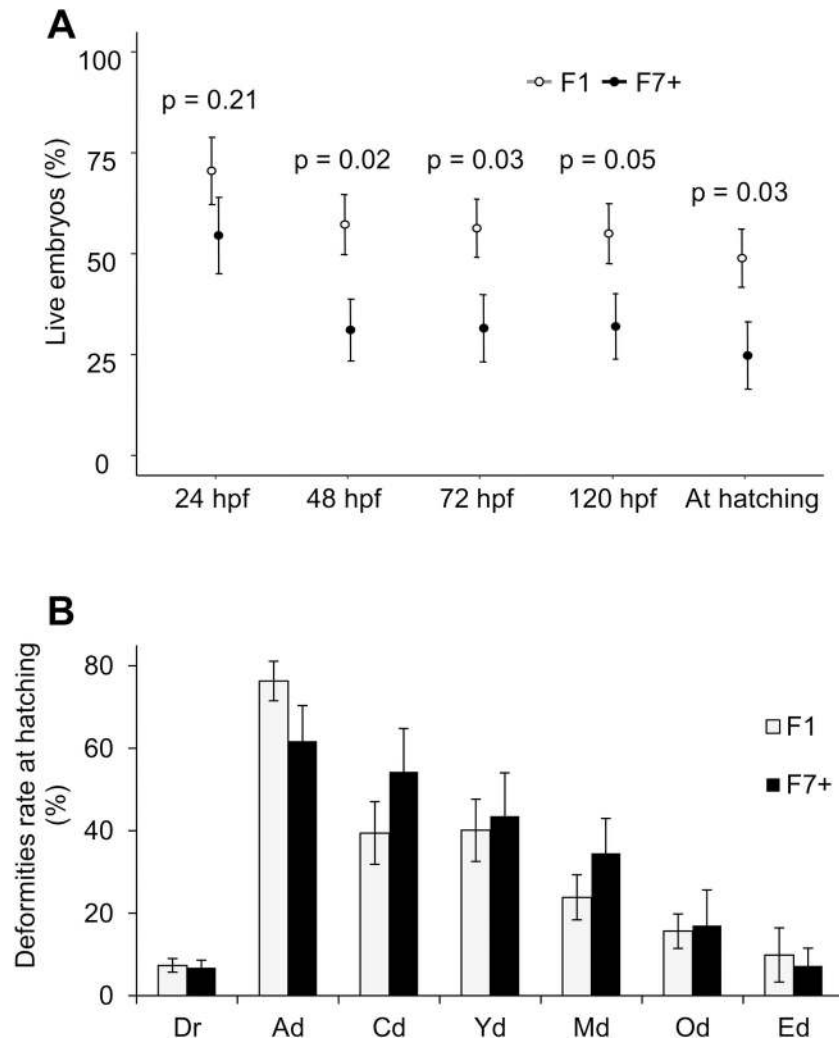 A
100
F1 F7+
p = 0.21
75
p = 0.02 p = 0.03 p = 0.05
p = 0.03
Live embryos (%)
50
25
0
24 hpf 48 hpf 72 hpf 120 hpf At hatching
B
Deformities rate at hatching
(%)
80
F1
60
F7+
40
20
0
Dr Ad Cd Yd Md Od Ed